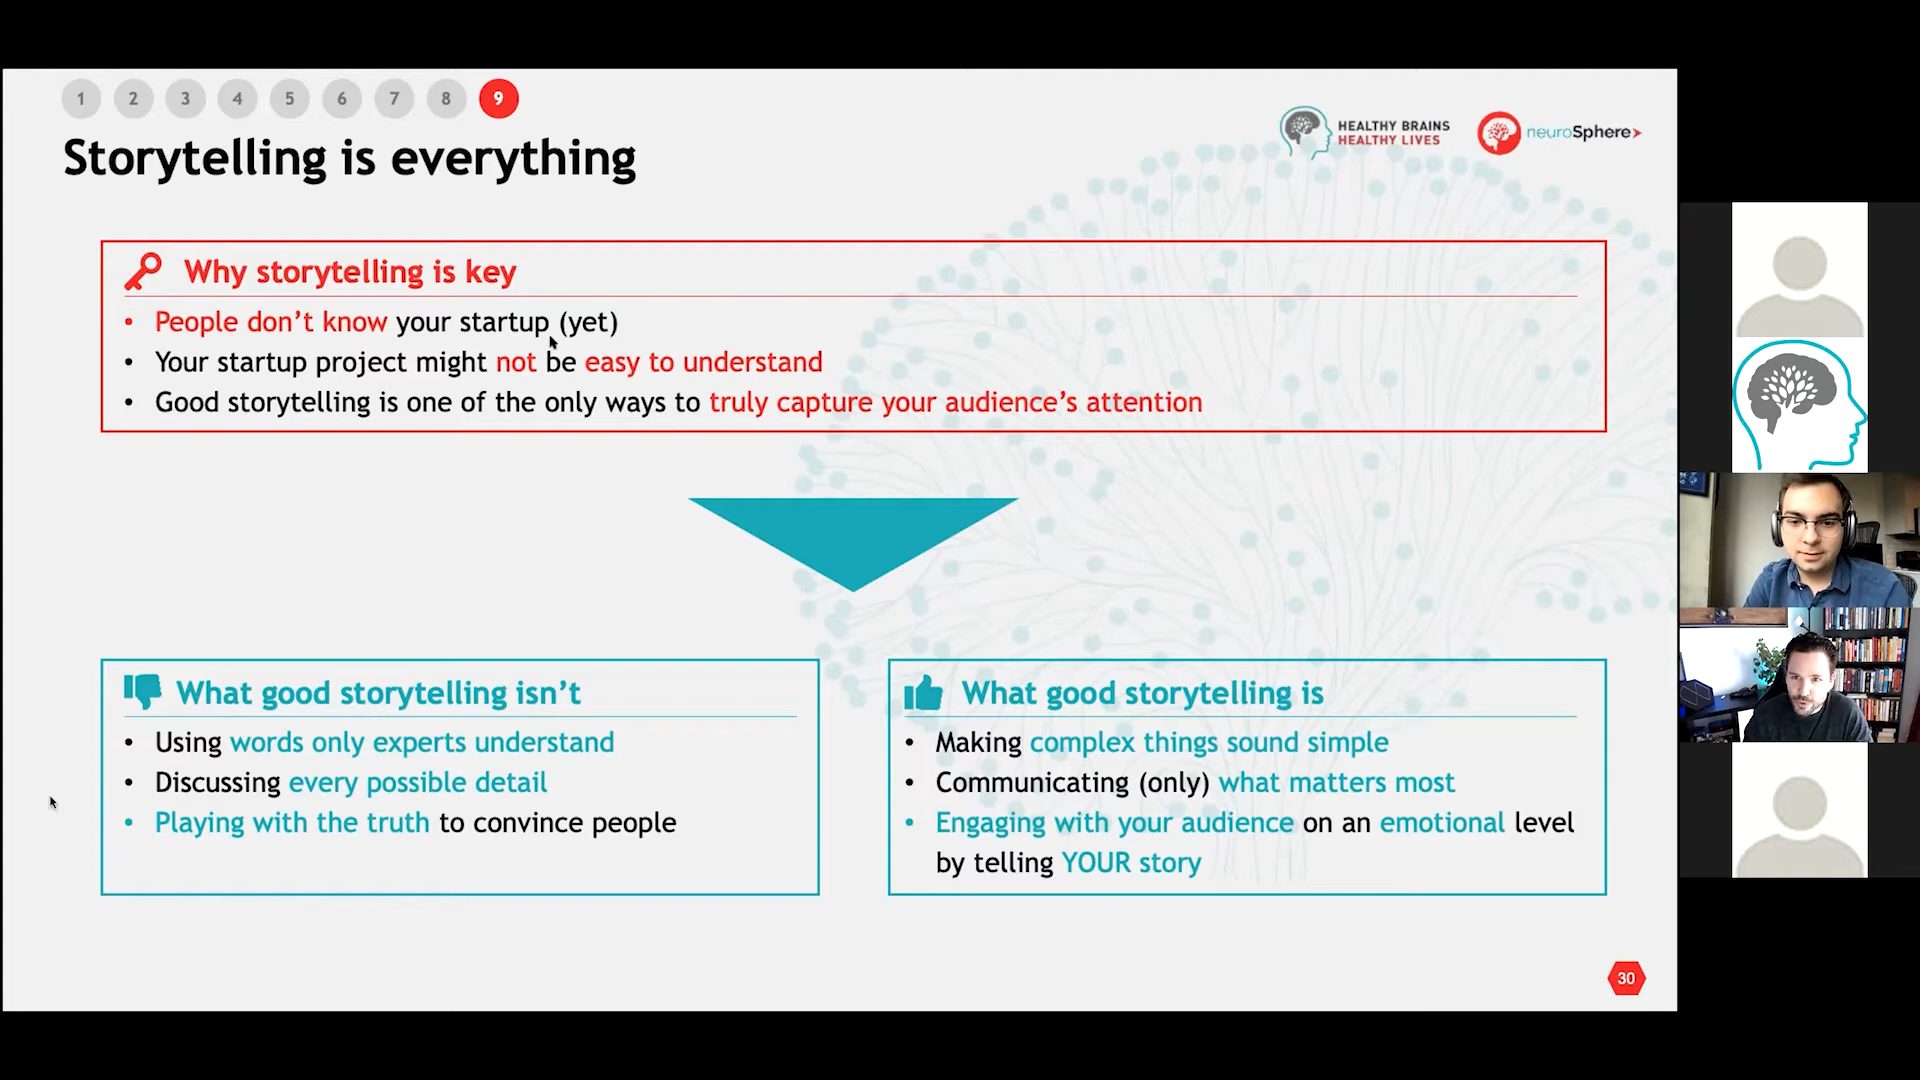 1 2 3 4 5 6 7 8 9
Storytelling is everything
HEALTHY BRAINS
HEALTHY LIVES
neuroSphere
Why storytelling is key
• People don’t know your startup (yet)
• Your startup project might not be easy to understand
• Good storytelling is one of the only ways to truly capture your audience’s attention
What good storytelling isn’t
• Using words only experts understand
• Discussing every possible detail
• Playing with the truth to convince people
What good storytelling is
• Making complex things sound simple
• Communicating (only) what matters most
• Engaging with your audience on an emotional level
by telling YOUR story
30